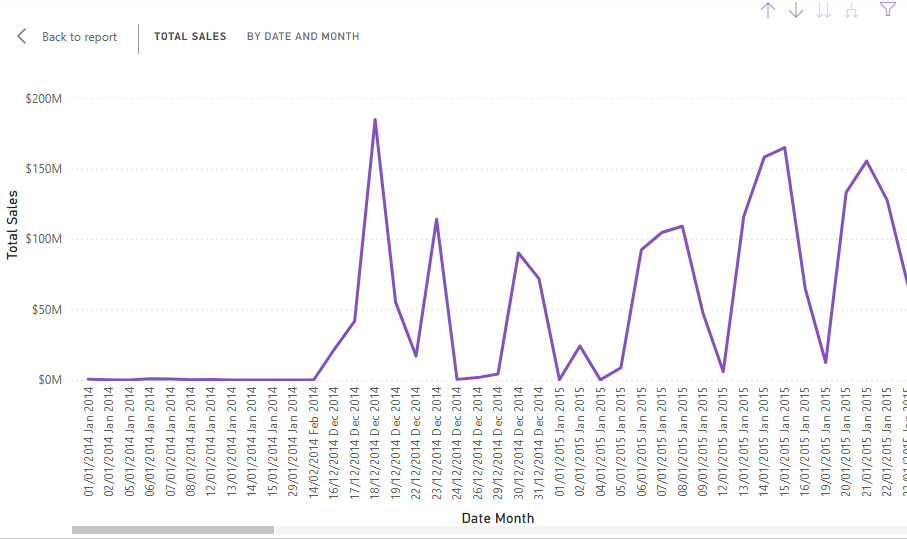 Back to report
TOTAL SALES
BY DATE AND MONTH
$200M
$150M
$100M
$50M
$0M
Total Sales
01/01/2014 Jan 2014
02/01/2014 Jan 2014
05/01/2014 Jan 2014
06/01/2014 Jan 2014
07/01/2014 Jan 2014
08/01/2014 Jan 2014
12/01/2014 Jan 2014
13/01/2014 Jan 2014
14/01/2014 Jan 2014
15/01/2014 Jan 2014
29/01/2014 Jan 2014
14/02/2014 Feb 2014
16/12/2014 Dec 2014
17/12/2014 Dec 2014
18/12/2014 Dec 2014
19/12/2014 Dec 2014
22/12/2014 Dec 2014
23/12/2014 Dec 2014
24/12/2014 Dec 2014
26/12/2014 Dec 2014
29/12/2014 Dec 2014
30/12/2014 Dec 2014
31/12/2014 Dec 2014
01/01/2015 Jan 2015
02/01/2015 Jan 2015
04/01/2015 Jan 2015
05/01/2015 Jan 2015
06/01/2015 Jan 2015
07/01/2015 Jan 2015
08/01/2015 Jan 2015
09/01/2015 Jan 2015
12/01/2015 Jan 2015
13/01/2015 Jan 2015
14/01/2015 Jan 2015
15/01/2015 Jan 2015
16/01/2015 Jan 2015
19/01/2015 Jan 2015
20/01/2015 Jan 2015
21/01/2015 Jan 2015
22/01/2015 Jan 2015
Date Month